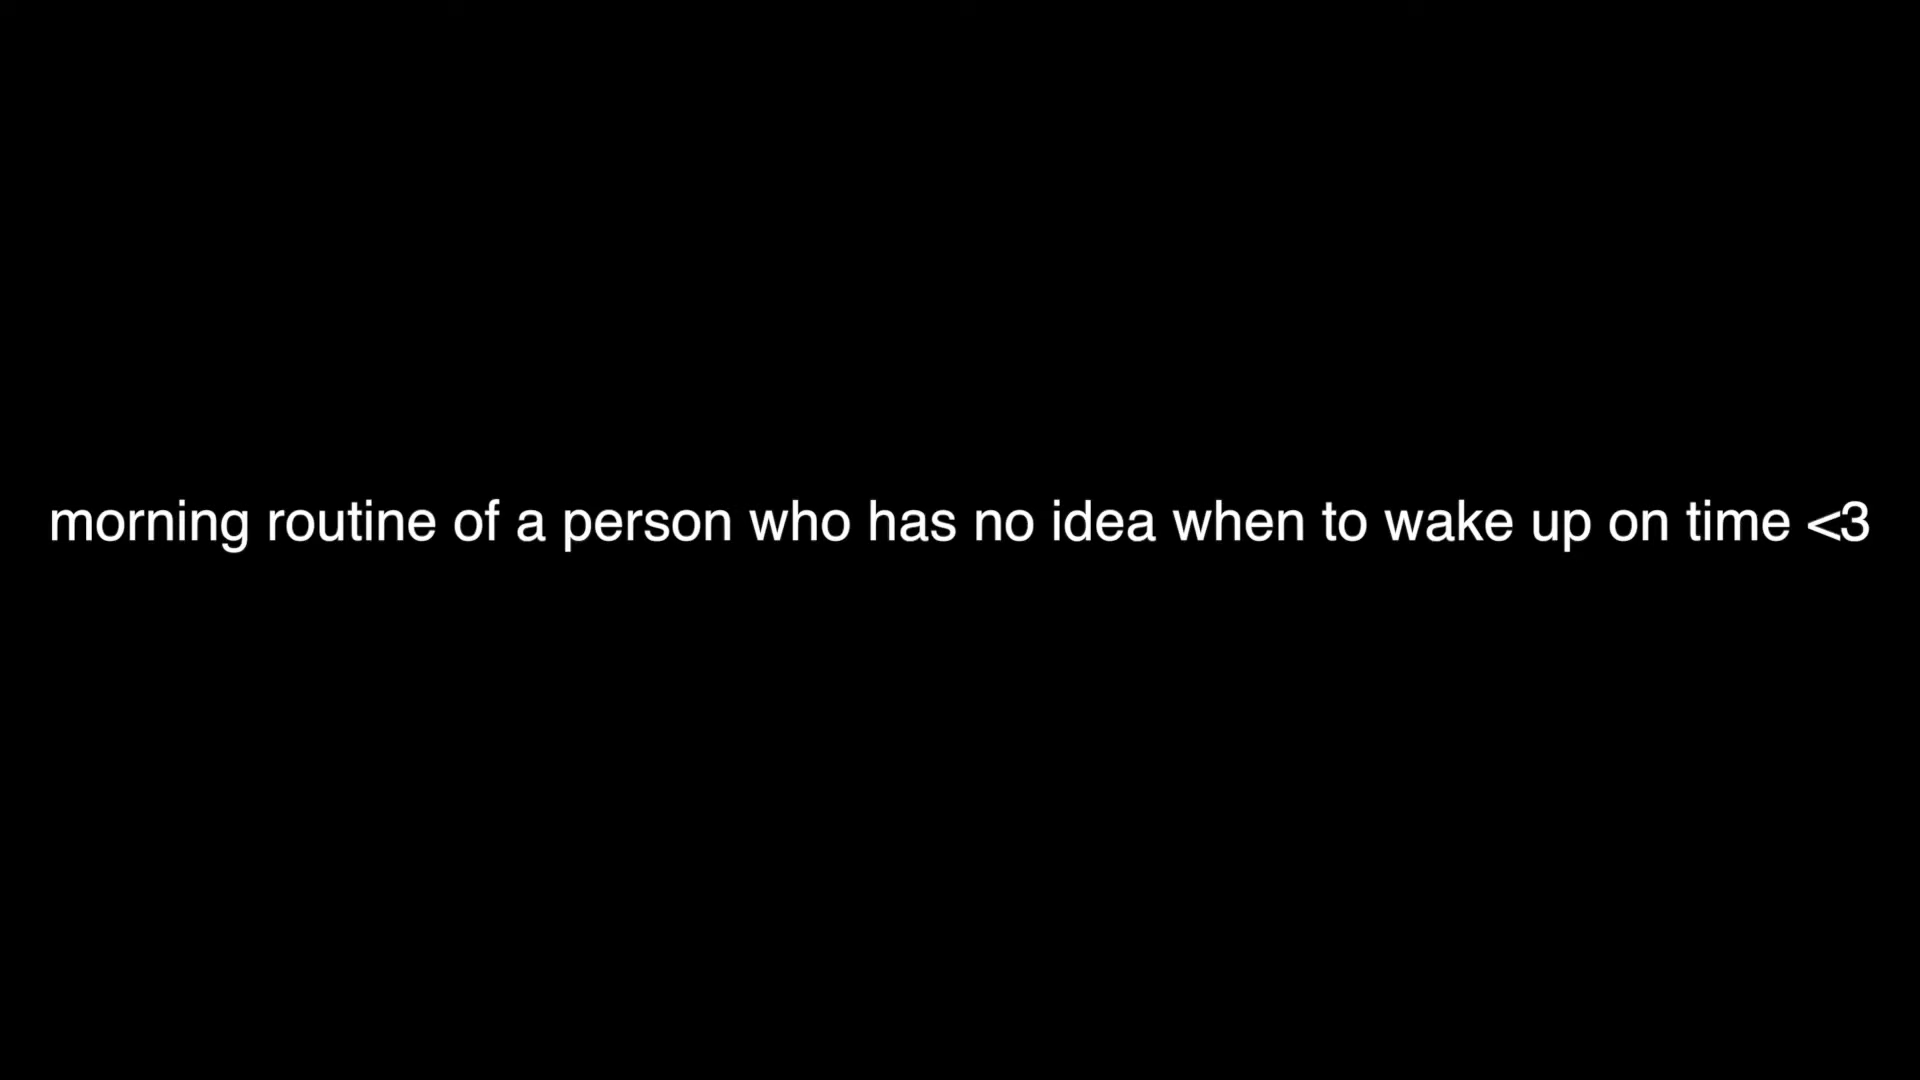 morning routine of a person who has no idea when to wake up on time <3